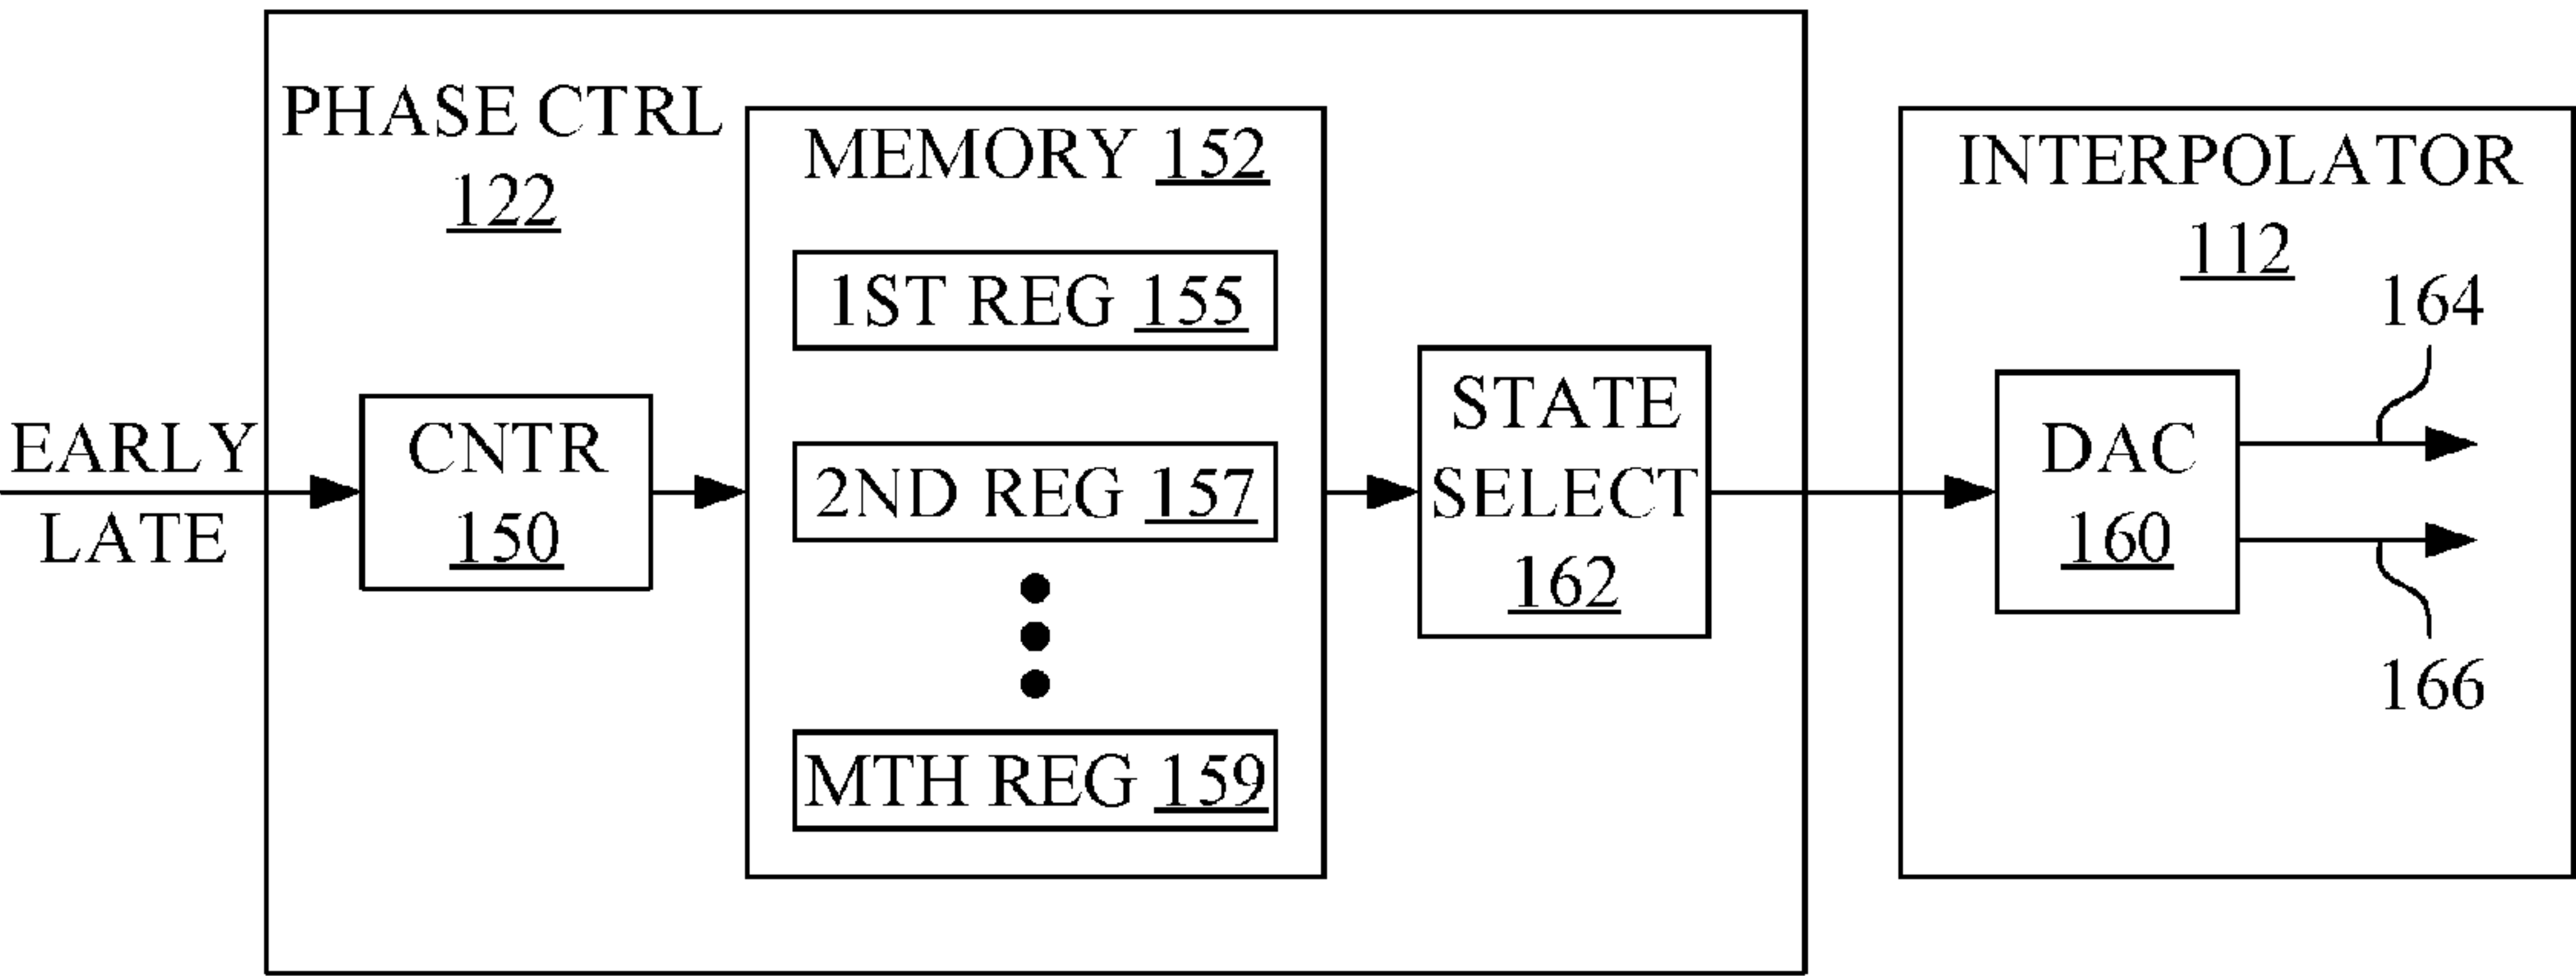 PHASE CTRL
122
EARLY
LATE
CNTR
150
MEMORY 152
1ST REG 155
2ND REG 157
MTH REG 159
STATE
SELECT
162
INTERPOLATOR
112
164
DAC
160
166